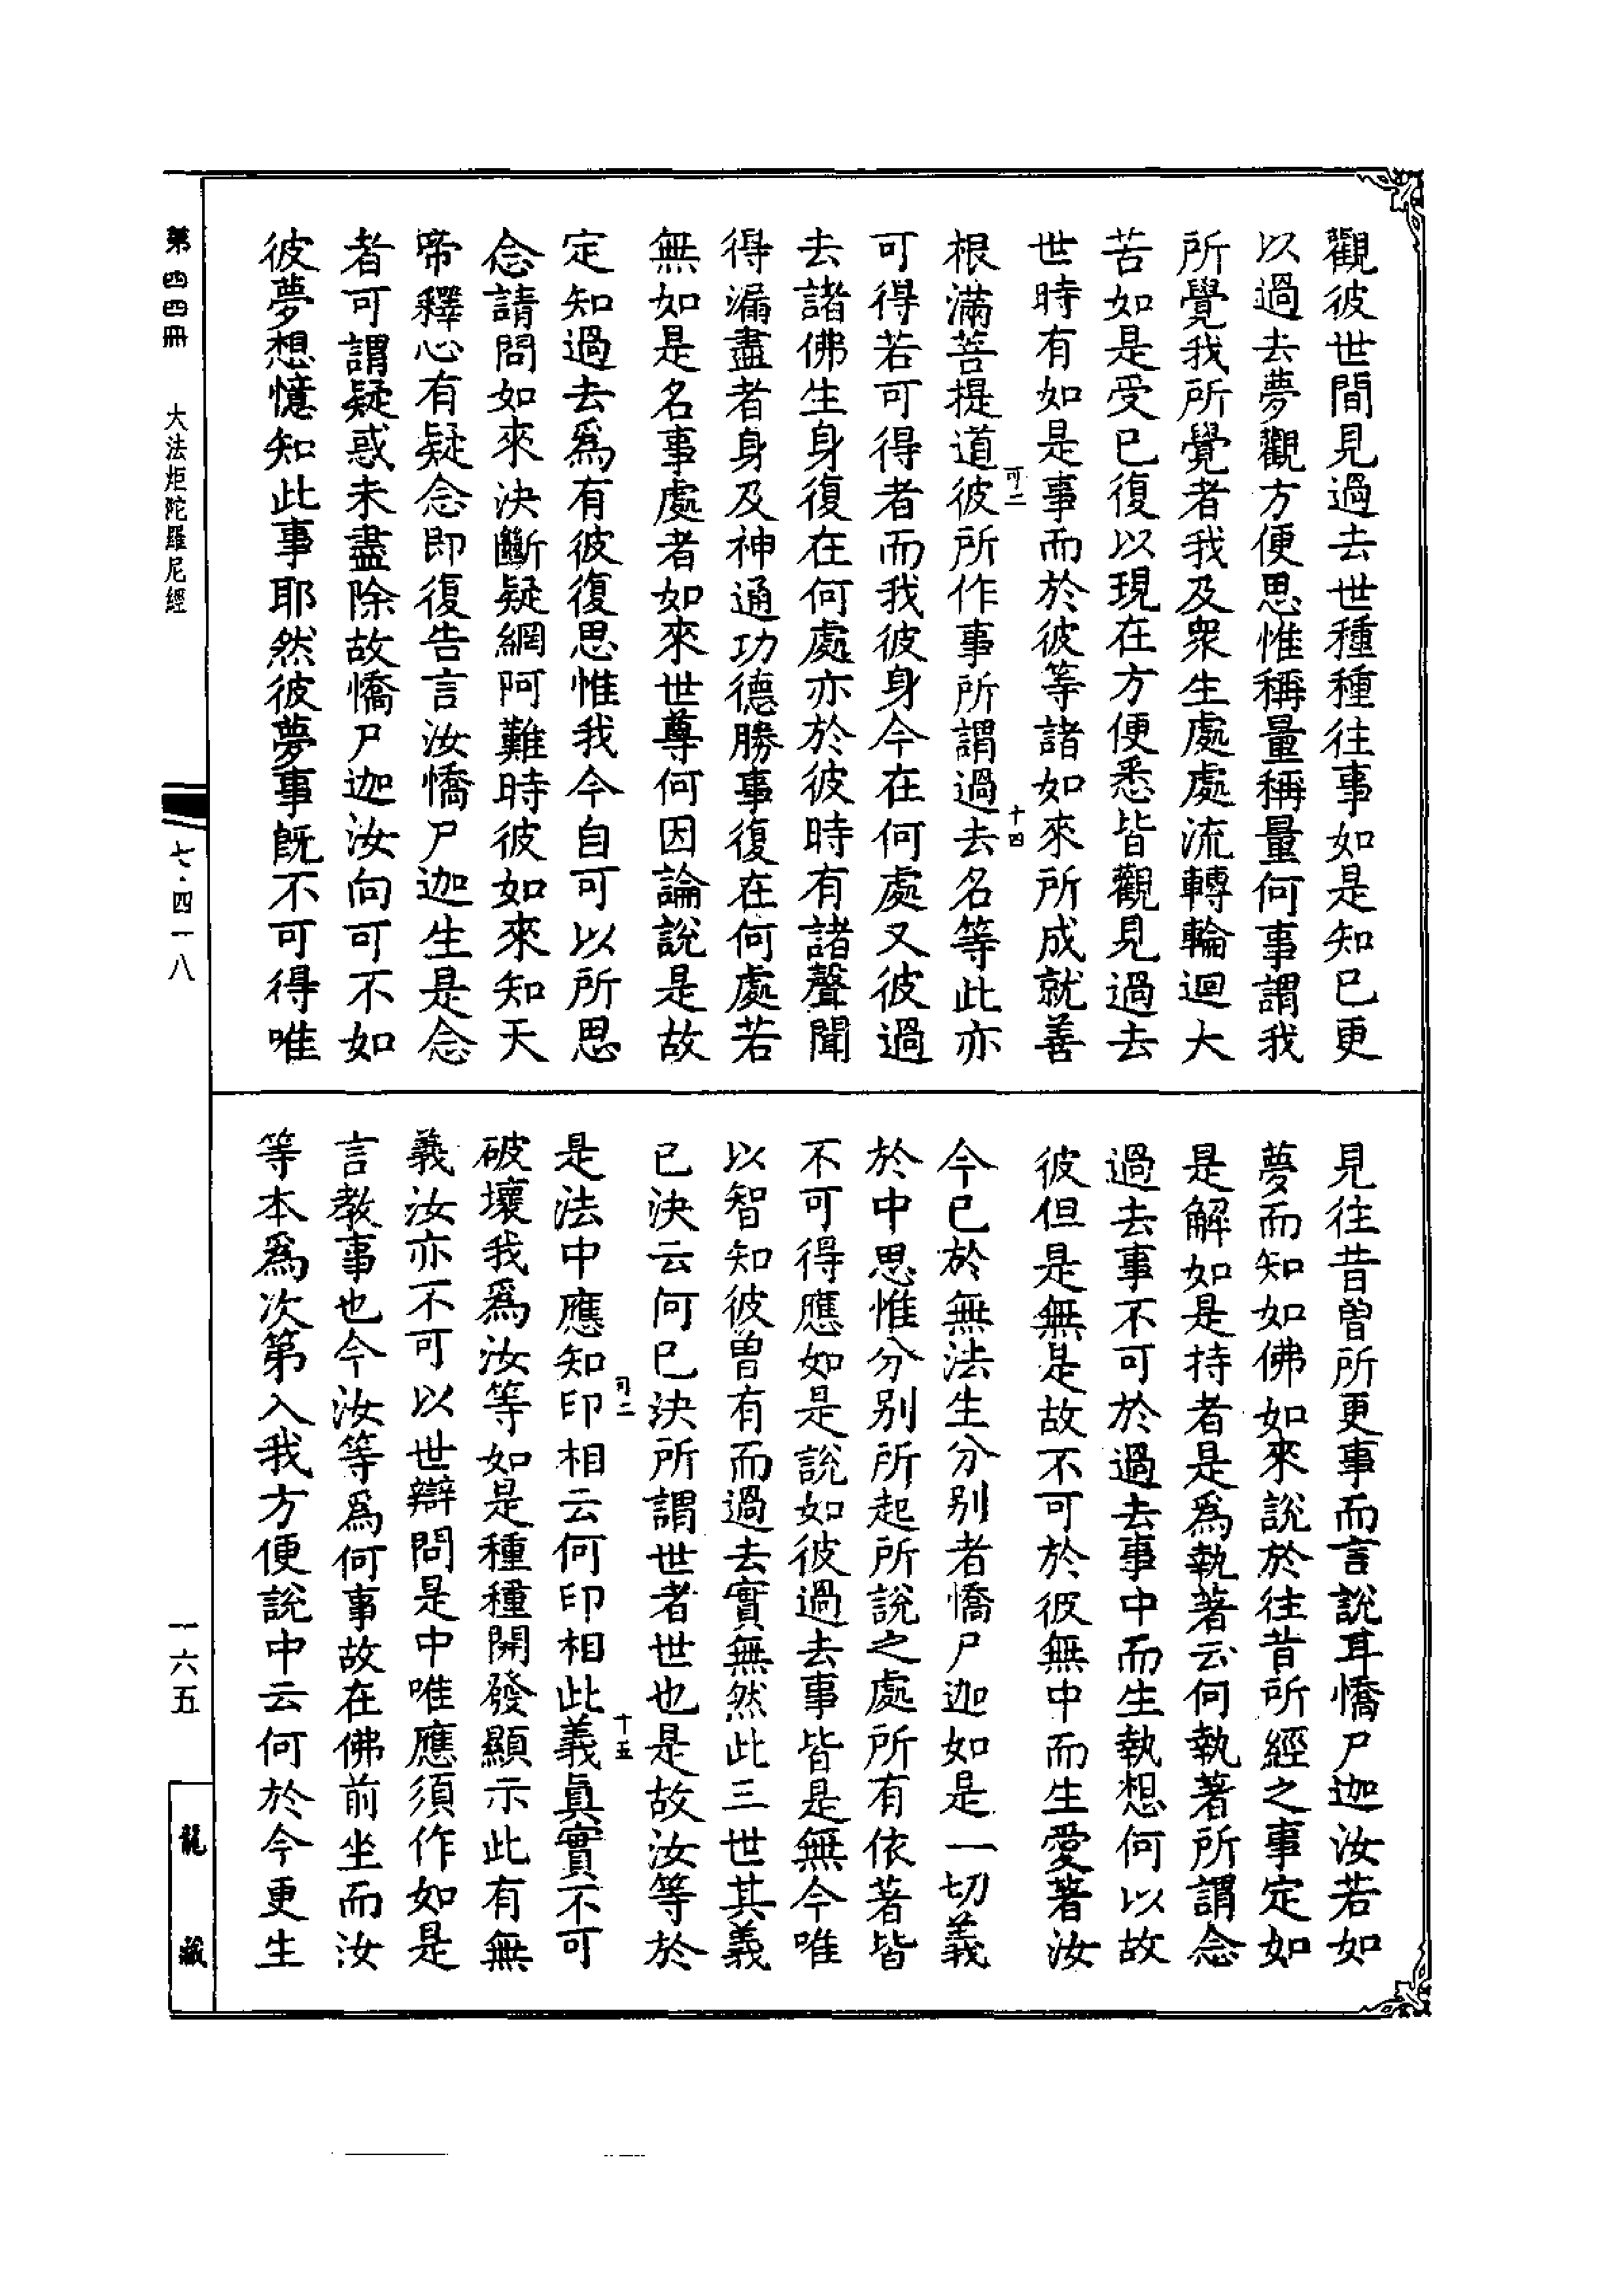 觀彼世間見過去世種種往事如是知已更
以過去夢觀方便思惟稱量稱量何事謂我
所覺我所覺者我及衆生處處流轉輪迴大
苦如是受已復以現在方便悉皆觀見過去
世時有如是事而於彼等諸如來所成就善
可二
十四
根滿菩提道彼所作事所謂過去名等此亦
可得若可得者而我彼身今在何處又彼過
去諸佛生身復在何處亦於彼時有諸聲聞
得漏盡者身及神通功德勝事復在何處若
無如是名事處者如來世尊何因論說是故
定知過去爲有彼復思惟我今自可以所思
念請問如來決斷疑網阿難時彼如來知天
帝釋心有疑念即復告言汝憍尸迦生是念
者可謂疑惑未盡除故憍尸迦汝向可不如
彼夢想憶知此事耶然彼夢事旣不可得唯
見往昔曾所更事而言說耳憍尸迦汝若如
夢而知如佛如來說於往昔所經之事定如
是解如是持者是爲執著云何執著所謂念
過去事不可於過去事中而生執想何以故
彼但是無是故不可於彼無中而生愛著汝
今已於無法生分別者憍尸迦如是一切義
於中思惟分別所起所說之處所有依著皆
不可得應如是說如彼過去事皆是無今唯
以智知彼曾有而過去實無然此三世其義
已決云何已決所謂世者世也是故汝等於
可二
十五
是法中應知印相云何印相此義眞實不可
破壞我爲汝等如是種種開發顯示此有無
義汝亦不可以世辯問是中唯應須作如是
言教事也今汝等爲何事故在佛前坐而汝
等本爲次第入我方便說中云何於今更生
第四四冊
大法炬陀羅尼經
七·四一八
一六五
龍藏